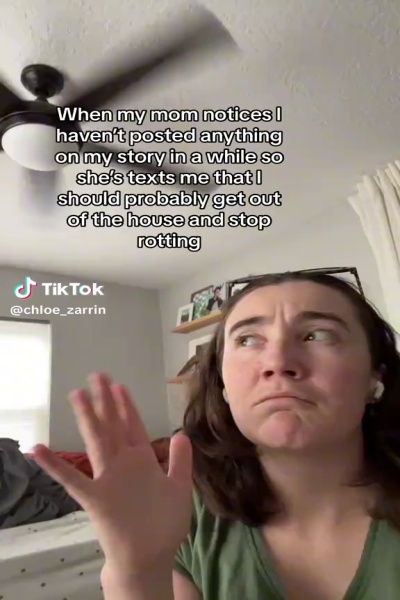 When my mom notices I
haven't posted anything
on my story in a while so
she's texts me that I
should probably get out
of the house and stop
rotting
TikTok
@chloe_zarrin